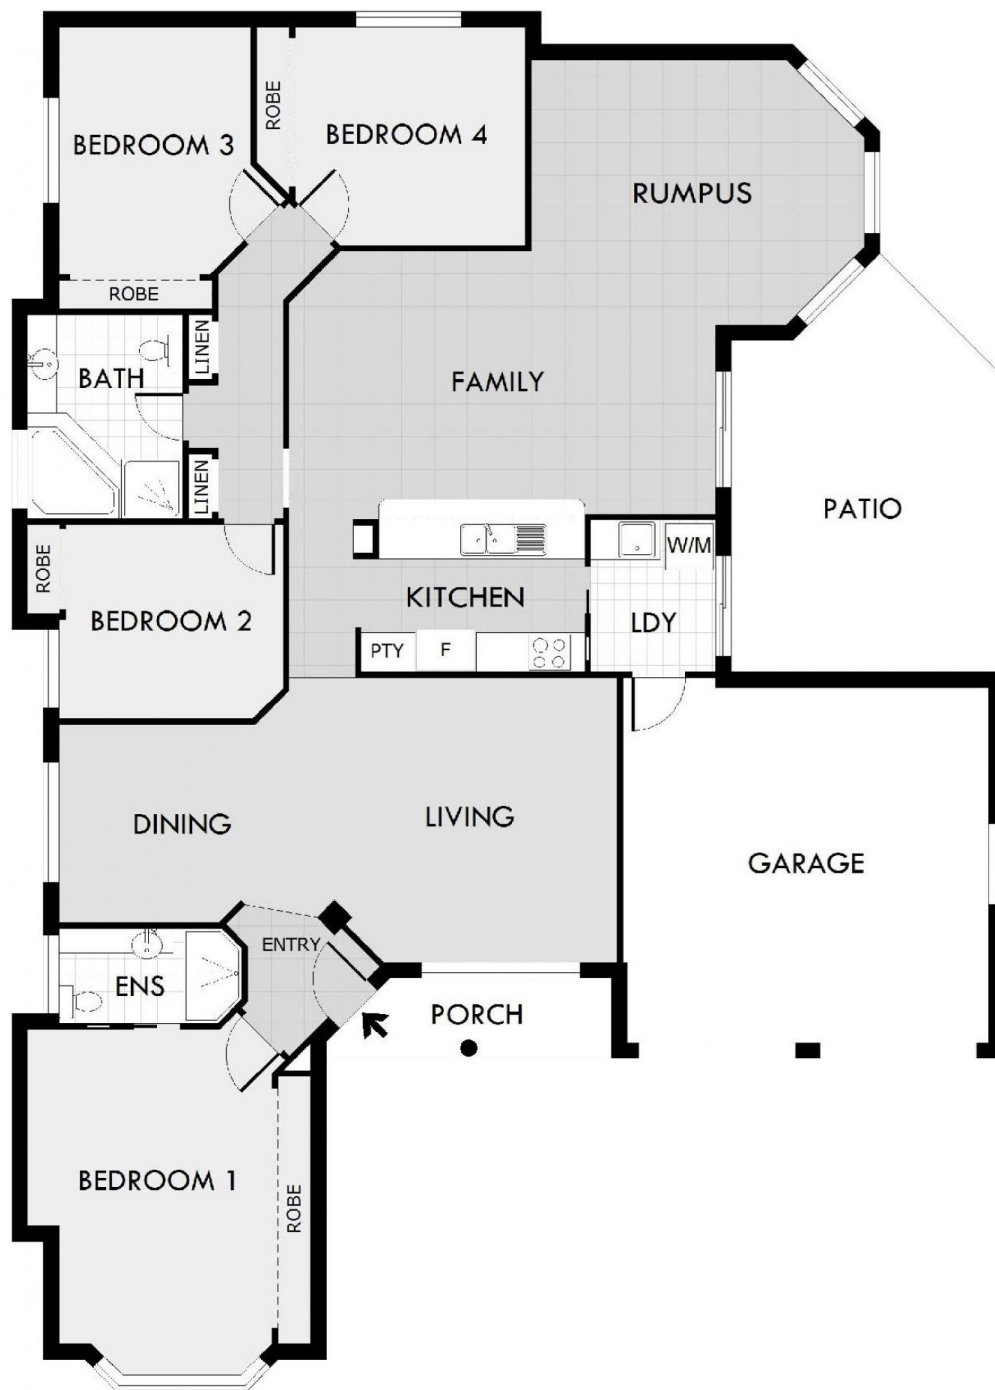 ROBE
BEDROOM 3
BEDROOM 4
RUMPUS
ROBE
LINEN
BATH
FAMILY
LINEN
PATIO
ROBE
W/M
KITCHEN
BEDROOM 2
LDY
PTY
F
DINING
LIVING
GARAGE
ENTRY
ENS
PORCH
BEDROOM 1
ROBE